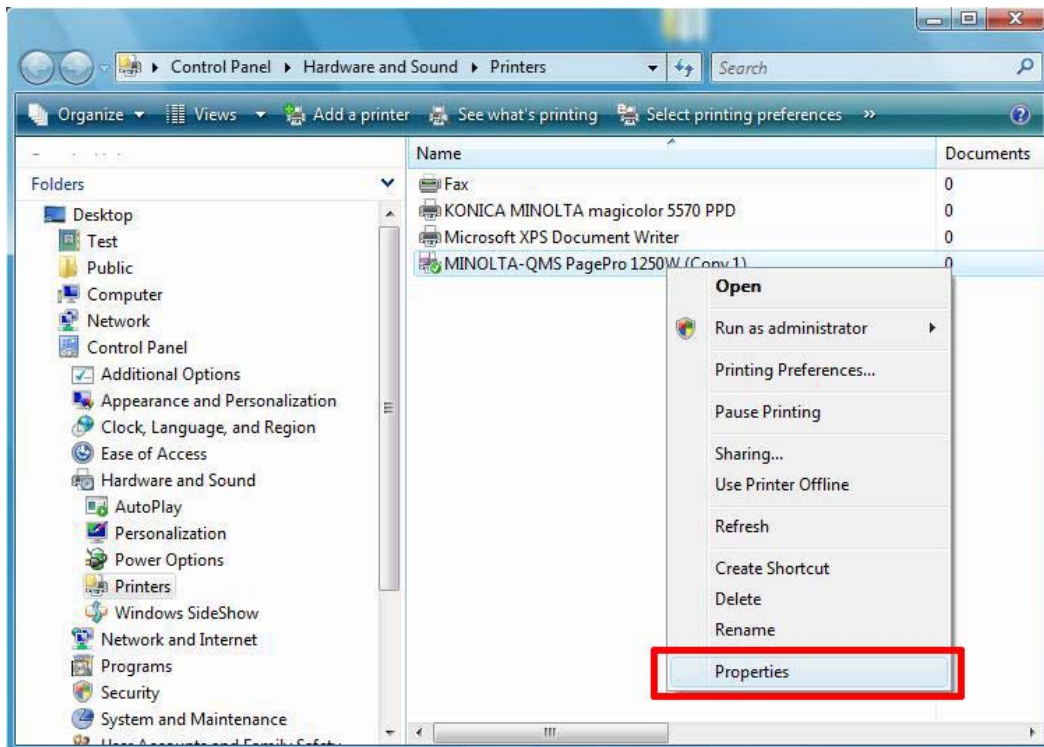 Control Panel Hardware and Sound Printers Search
Organize Views Add a printer See what's printing Select printing preferences »
Name Documents
Folders
Fax 0
KONICA MINOLTA magicolor 5570 PPD 0
Microsoft XPS Document Writer 0
MINOLTA-QMS PagePro 1250W (Copy 1) 0
Desktop
Test
Public
Computer
Network
Control Panel
Additional Options
Appearance and Personalization
Clock, Language, and Region
Ease of Access
Hardware and Sound
AutoPlay
Personalization
Power Options
Printers
Windows SideShow
Network and Internet
Programs
Security
System and Maintenance
User Accounts and Family Safety
Open
Run as administrator
Printing Preferences...
Pause Printing
Sharing...
Use Printer Offline
Refresh
Create Shortcut
Delete
Rename
Properties